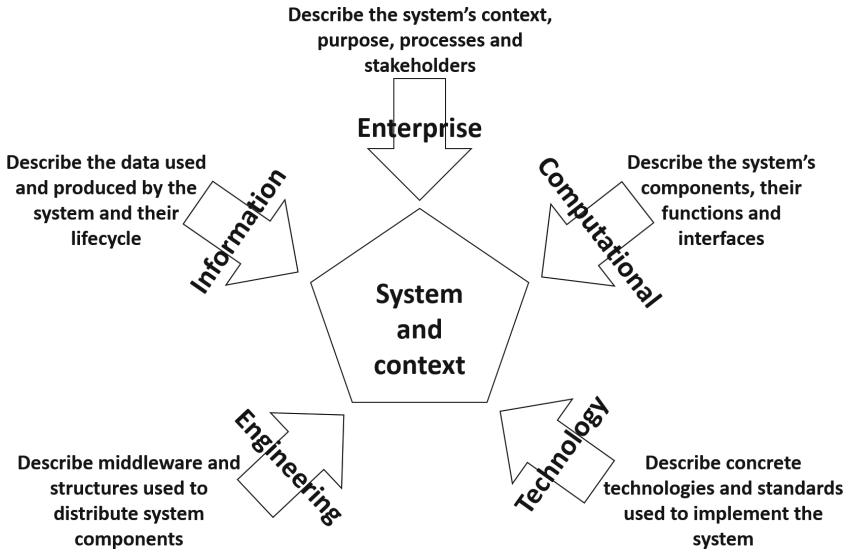 Describe the system's context,
purpose, processes and
stakeholders
Enterprise
Describe the data used
and produced by the
system and their
lifecycle
Information
Computational
Describe the system's
components, their
functions and
interfaces
System
and
context
Engineering
Describe middleware and
structures used to
distribute system
components
Technology
Describe concrete
technologies and standards
used to implement the
system